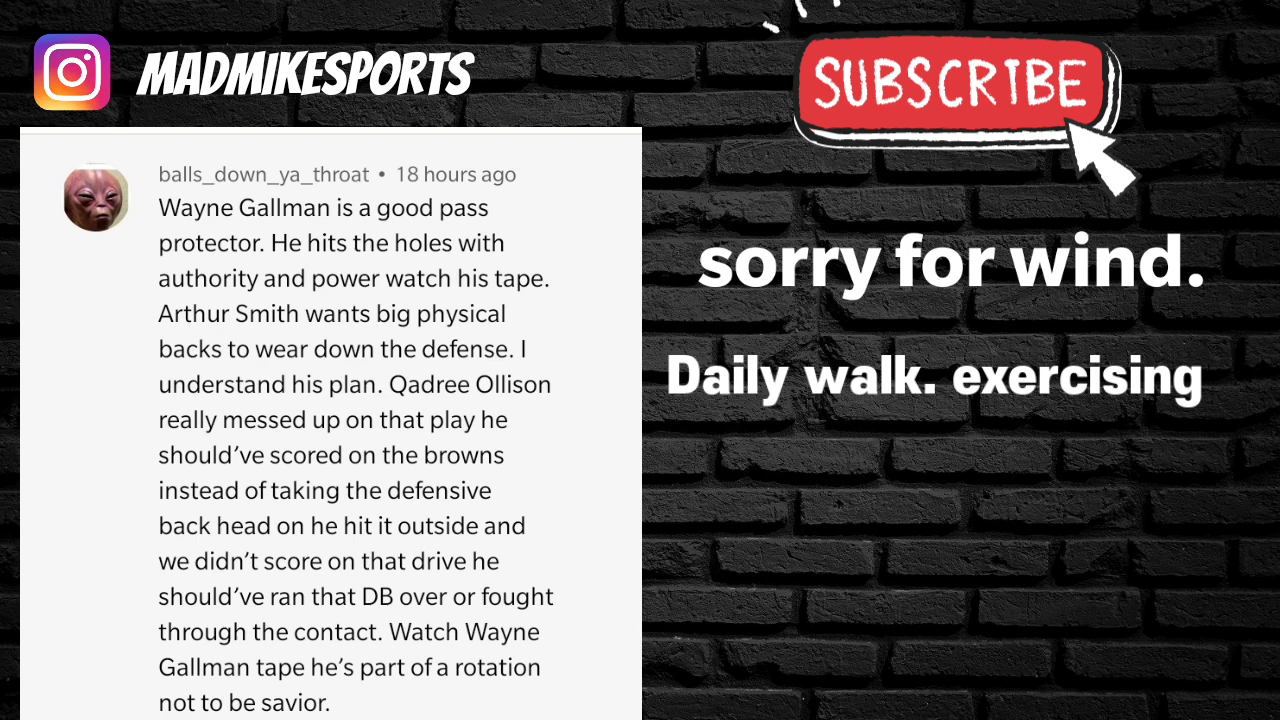 MADMIKESPORTS
SUBSCRIBE
balls_down_ya_throat • 18 hours ago
Wayne Gallman is a good pass
protector. He hits the holes with
authority and power watch his tape.
Arthur Smith wants big physical
backs to wear down the defense. I
understand his plan. Qadree Ollison
really messed up on that play he
should’ve scored on the browns
instead of taking the defensive
back head on he hit it outside and
we didn’t score on that drive he
should’ve ran that DB over or fought
through the contact. Watch Wayne
Gallman tape he’s part of a rotation
not to be savior.
sorry for wind.
Daily walk. exercising